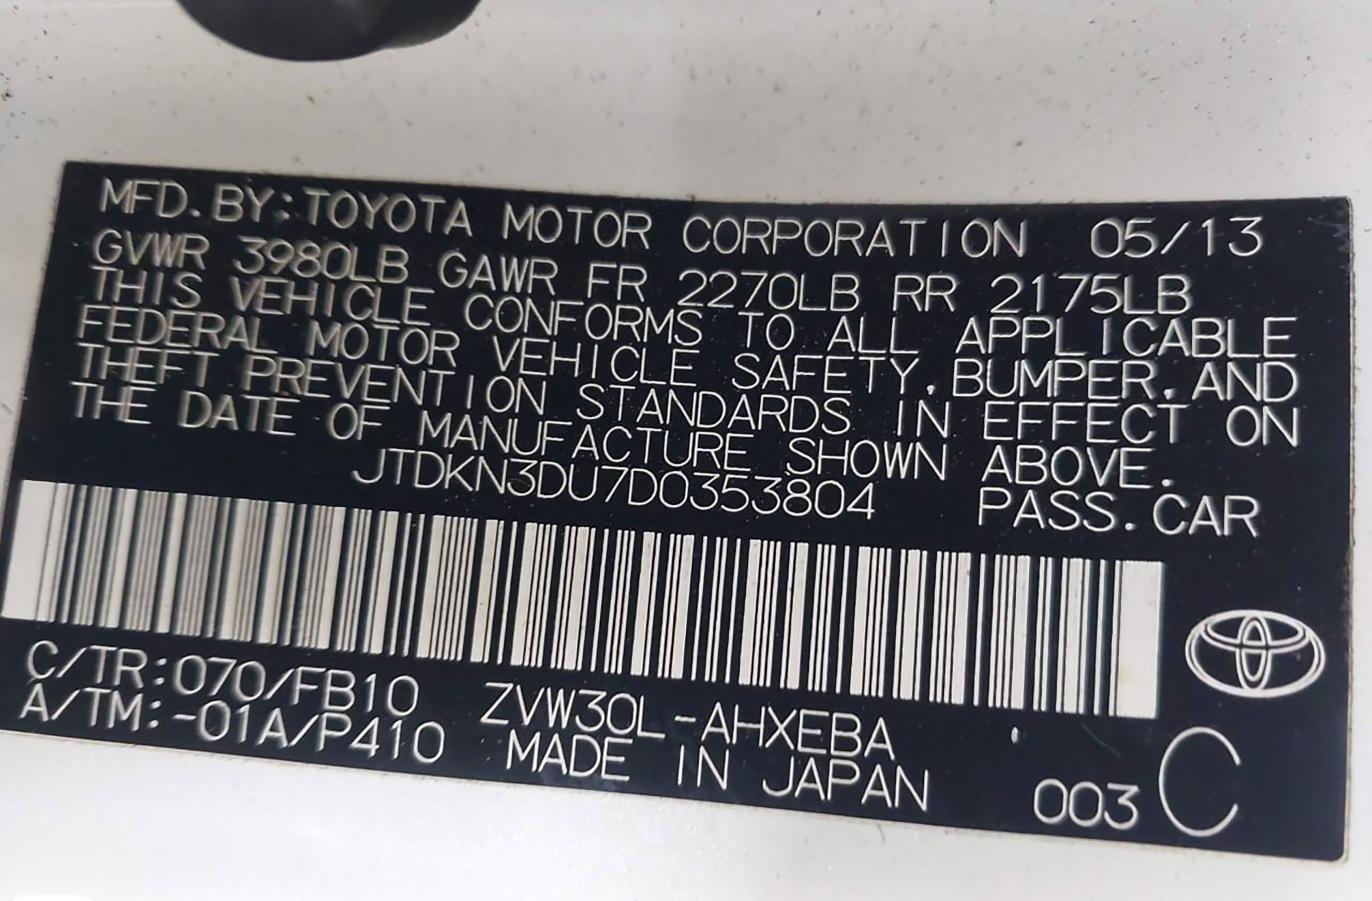 MFD. BY: TOYOTA MOTOR CORPORATION 05/13
GVWR 3980LB GAWR FR 2270LB RR 2175LB
THIS VEHICLE CONFORMS TO ALL APPLICABLE
FEDERAL MOTOR VEHICLE SAFETY, BUMPER, AND
THEFT PREVENTION STANDARDS IN EFFECT ON
THE DATE OF MANUFACTURE SHOWN ABOVE.
JTDKN3DU7D0353804 PASS. CAR
C/TR:070/FB10 ZVW30L-AHXEBA
A/TM:-01A/P410 MADE IN JAPAN 003 C